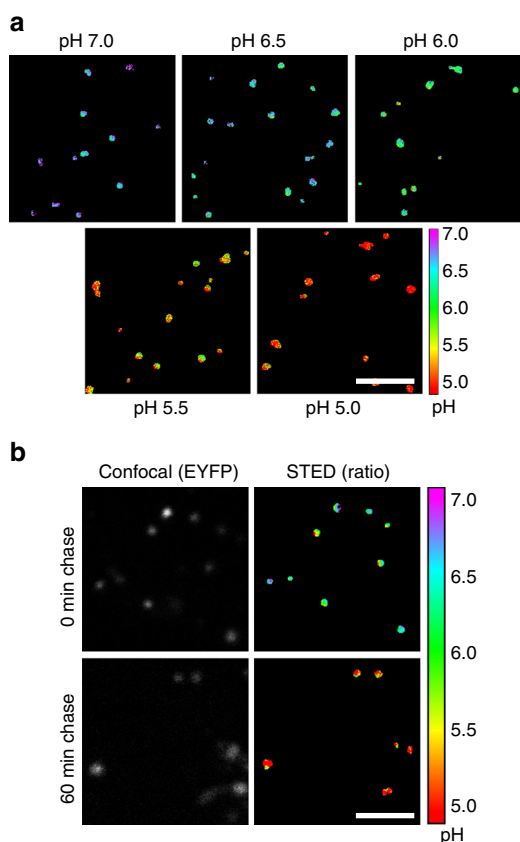 a
pH 7.0 pH 6.5 pH 6.0
7.0
6.5
6.0
5.5
5.0
pH 5.5 pH 5.0 pH
b
Confocal (EYFP) STED (ratio)
0 min chase
60 min chase
7.0
6.5
6.0
5.5
5.0
pH